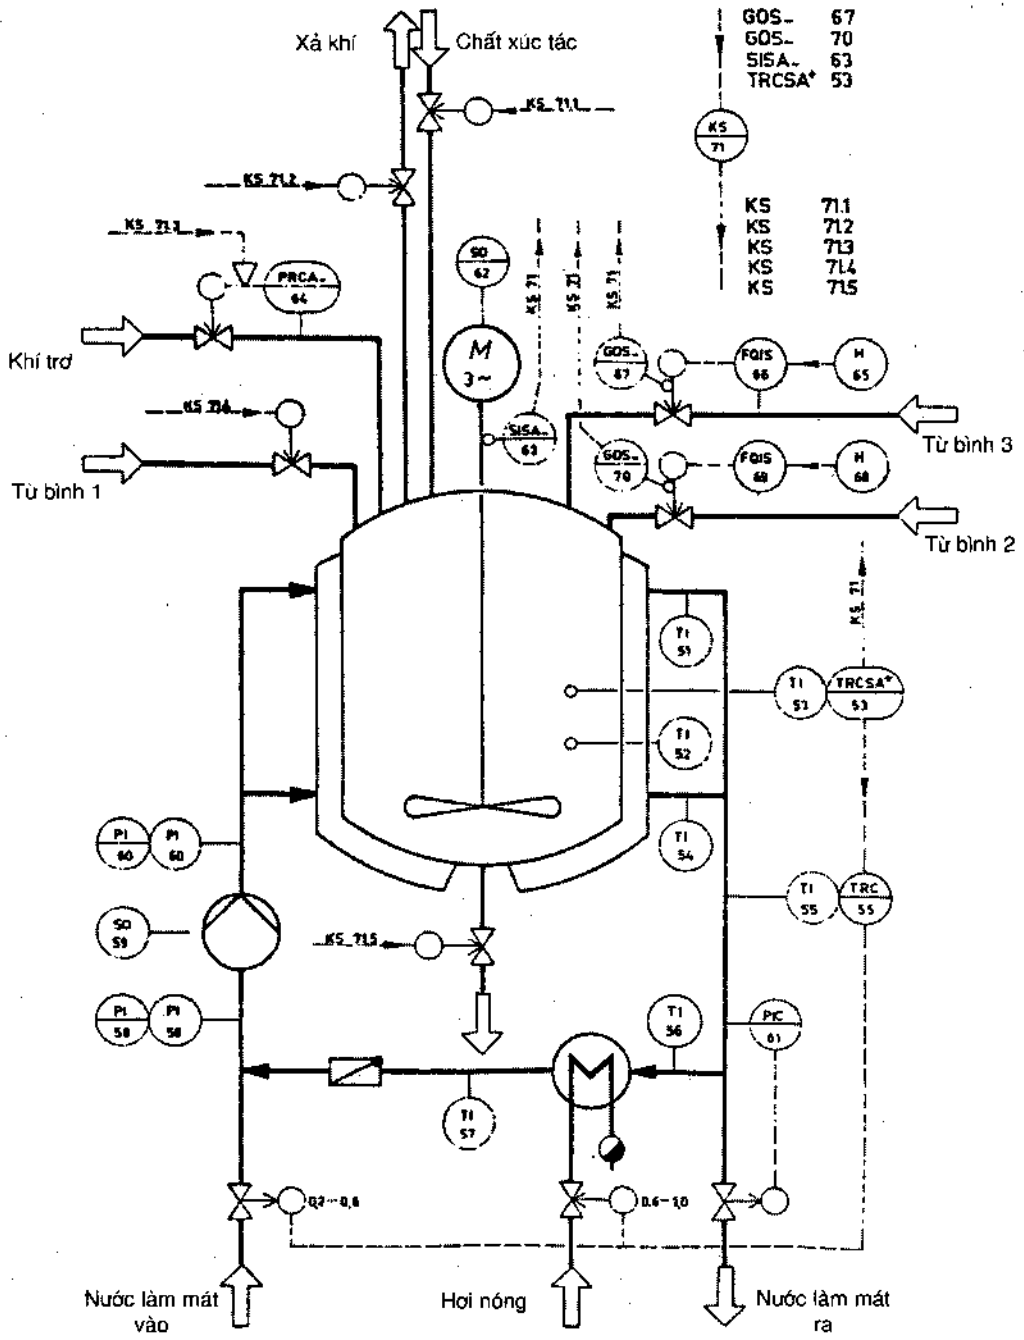 Xả khí
Chất xúc tác
GOS- 67
GOS- 70
SISA- 63
TRCSA+ 53
KS 71.1
KS
71
KS 71.2
KS 71.1
KS 71.2
KS 71.3
KS 71.4
KS 71.5
KS 71.3
SO
62
PRCA-
64
KS 71
KS 71
KS 71
M
3~
Khí trơ
GOS-
67
FQIS
66
H
65
KS 71.4
SISA-
63
Từ bình 3
Từ bình 1
GOS-
70
FQIS
69
H
68
Từ bình 2
KS 71
TI
51
TI
53
TRCSA+
53
TI
52
PI
60
PI
60
TI
54
TI
55
TRC
55
SO
59
KS 71.5
PI
58
PI
58
TI
56
PIC
61
TI
57
0,2-0,6
0,6-1,0
Nước làm mát
vào
Hơi nóng
Nước làm mát
ra